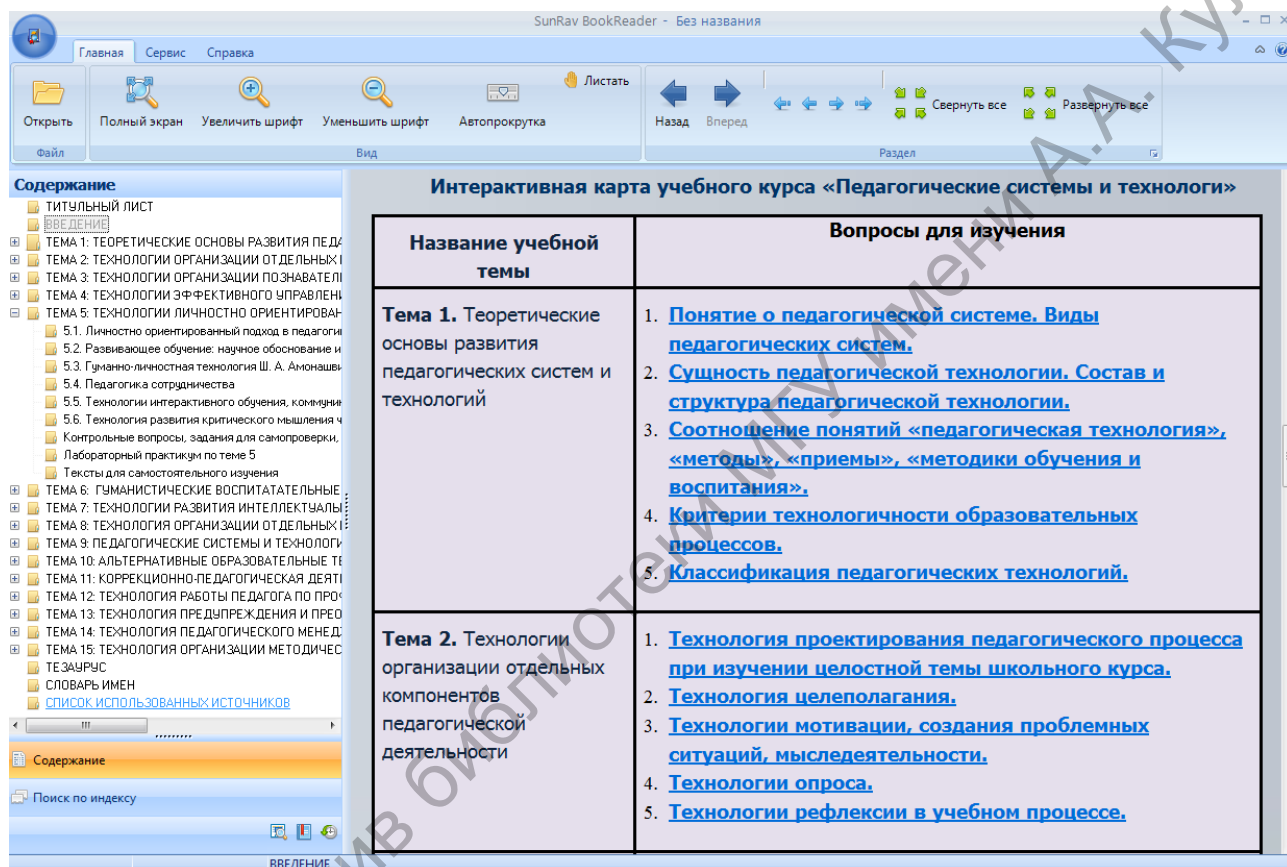 SunRav BookReader - Без названия
Главная Сервис Справка
Открыть
Полный экран
Увеличить шрифт
Уменьшить шрифт
Автопрокрутка
Листать
Назад
Вперед
Свернуть все
Развернуть все
Файл
Вид
Раздел
Содержание
ТИТУЛЬНЫЙ ЛИСТ
ВВЕДЕНИЕ
ТЕМА 1: ТЕОРЕТИЧЕСКИЕ ОСНОВЫ РАЗВИТИЯ ПЕДА
ТЕМА 2: ТЕХНОЛОГИИ ОРГАНИЗАЦИИ ОТДЕЛЬНЫХ
ТЕМА 3: ТЕХНОЛОГИИ ОРГАНИЗАЦИИ ПОЗНАВАТЕЛ
ТЕМА 4: ТЕХНОЛОГИИ ЭФФЕКТИВНОГО УПРАВЛЕН
ТЕМА 5: ТЕХНОЛОГИИ ЛИЧНОСТНО ОРИЕНТИРОВАН
5.1. Личностно ориентированный подход в педагоги
5.2. Развивающее обучение: научное обоснование и
5.3. Гуманно-личностная технология Ш. А. Амонашви
5.4. Педагогика сотрудничества
5.5. Технологии интерактивного обучения, коммуни
5.6. Технология развития критического мышления ч
Контрольные вопросы, задания для самопроверки,
Лабораторный практикум по теме 5
Тексты для самостоятельного изучения
ТЕМА 6: ГУМАНИСТИЧЕСКИЕ ВОСПИТАТАТЕЛЬНЫЕ
ТЕМА 7: ТЕХНОЛОГИИ РАЗВИТИЯ ИНТЕЛЛЕКТУАЛЫ
ТЕМА 8: ТЕХНОЛОГИЯ ОРГАНИЗАЦИИ ОТДЕЛЬНЫХ
ТЕМА 9: ПЕДАГОГИЧЕСКИЕ СИСТЕМЫ И ТЕХНОЛОГИ
ТЕМА 10: АЛЬТЕРНАТИВНЫЕ ОБРАЗОВАТЕЛЬНЫЕ ТЕ
ТЕМА 11: КОРРЕКЦИОННО-ПЕДАГОГИЧЕСКАЯ ДЕЯТ
ТЕМА 12: ТЕХНОЛОГИЯ РАБОТЫ ПЕДАГОГА ПО ПРО
ТЕМА 13: ТЕХНОЛОГИЯ ПРЕДУПРЕЖДЕНИЯ И ПРЕО
ТЕМА 14: ТЕХНОЛОГИЯ ПЕДАГОГИЧЕСКОГО МЕНЕД
ТЕМА 15: ТЕХНОЛОГИЯ ОРГАНИЗАЦИИ МЕТОДИЧЕС
ТЕЗАУРУС
СЛОВАРЬ ИМЕН
СПИСОК ИСПОЛЬЗОВАННЫХ ИСТОЧНИКОВ
Содержание
Поиск по индексу
ВВЕДЕНИЕ
Интерактивная карта учебного курса «Педагогические системы и технологи»
Название учебной
темы
Вопросы для изучения
Тема 1. Теоретические
основы развития
педагогических систем и
технологий
1. Понятие о педагогической системе. Виды
педагогических систем.
2. Сущность педагогической технологии. Состав и
структура педагогической технологии.
3. Соотношение понятий «педагогическая технология»,
«методы», «приемы», «методики обучения и
воспитания».
4. Критерии технологичности образовательных
процессов.
5. Классификация педагогических технологий.
Тема 2. Технологии
организации отдельных
компонентов
педагогической
деятельности
1. Технология проектирования педагогического процесса
при изучении целостной темы школьного курса.
2. Технология целеполагания.
3. Технологии мотивации, создания проблемных
ситуаций, мыследеятельности.
4. Технологии опроса.
5. Технологии рефлексии в учебном процессе.
ив библиотеки МГУ имени А.А. Кул